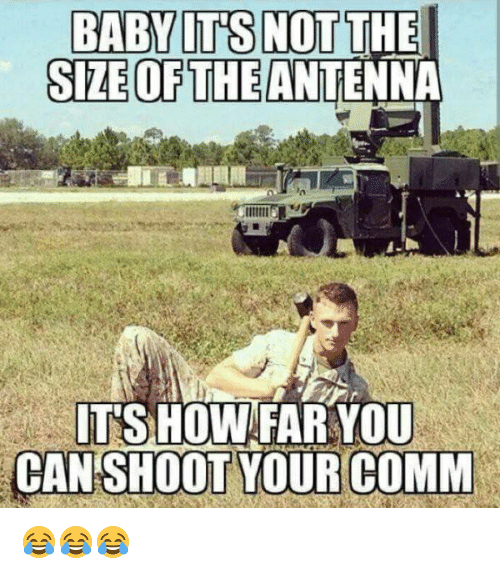 BABY IT'S NOT THE
SIZE OF THE ANTENNA
IT'S HOW FAR YOU
CAN SHOOT YOUR COMM
😂😂😂